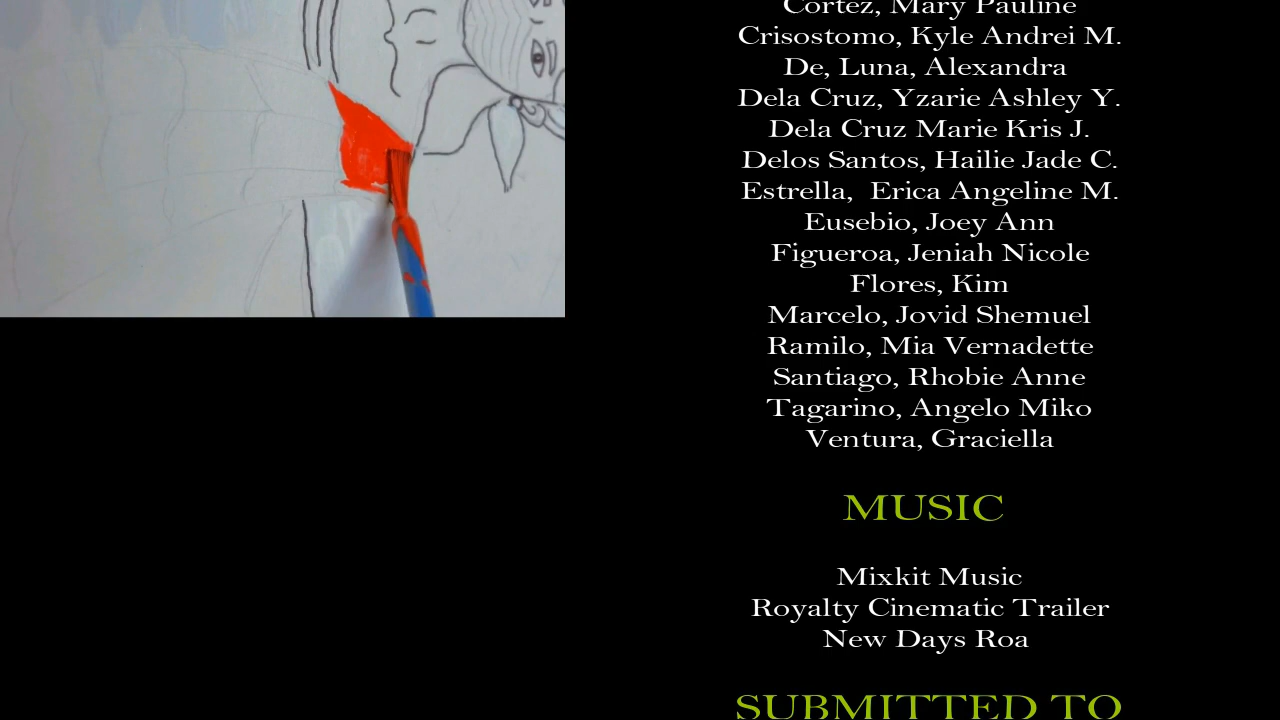 Cortez, Mary Pauline
Crisostomo, Kyle Andrei M.
De, Luna, Alexandra
Dela Cruz, Yzarie Ashley Y.
Dela Cruz Marie Kris J.
Delos Santos, Hailie Jade C.
Estrella,  Erica Angeline M.
Eusebio, Joey Ann
Figueroa, Jeniah Nicole
Flores, Kim
Marcelo, Jovid Shemuel
Ramilo, Mia Vernadette
Santiago, Rhobie Anne
Tagarino, Angelo Miko
Ventura, Graciella
MUSIC
Mixkit Music
Royalty Cinematic Trailer
New Days Roa
SUBMITTED TO